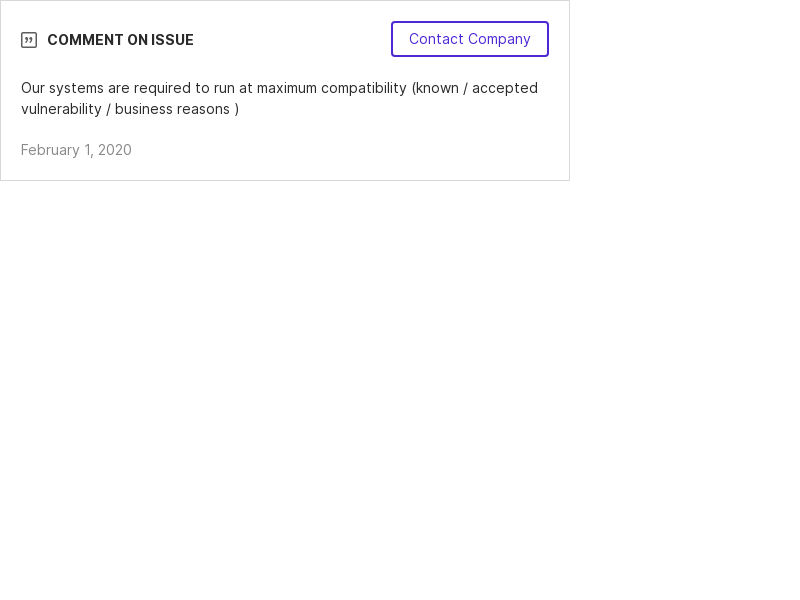 COMMENT ON ISSUE
Contact Company
Our systems are required to run at maximum compatibility (known / accepted
vulnerability / business reasons )
February 1, 2020